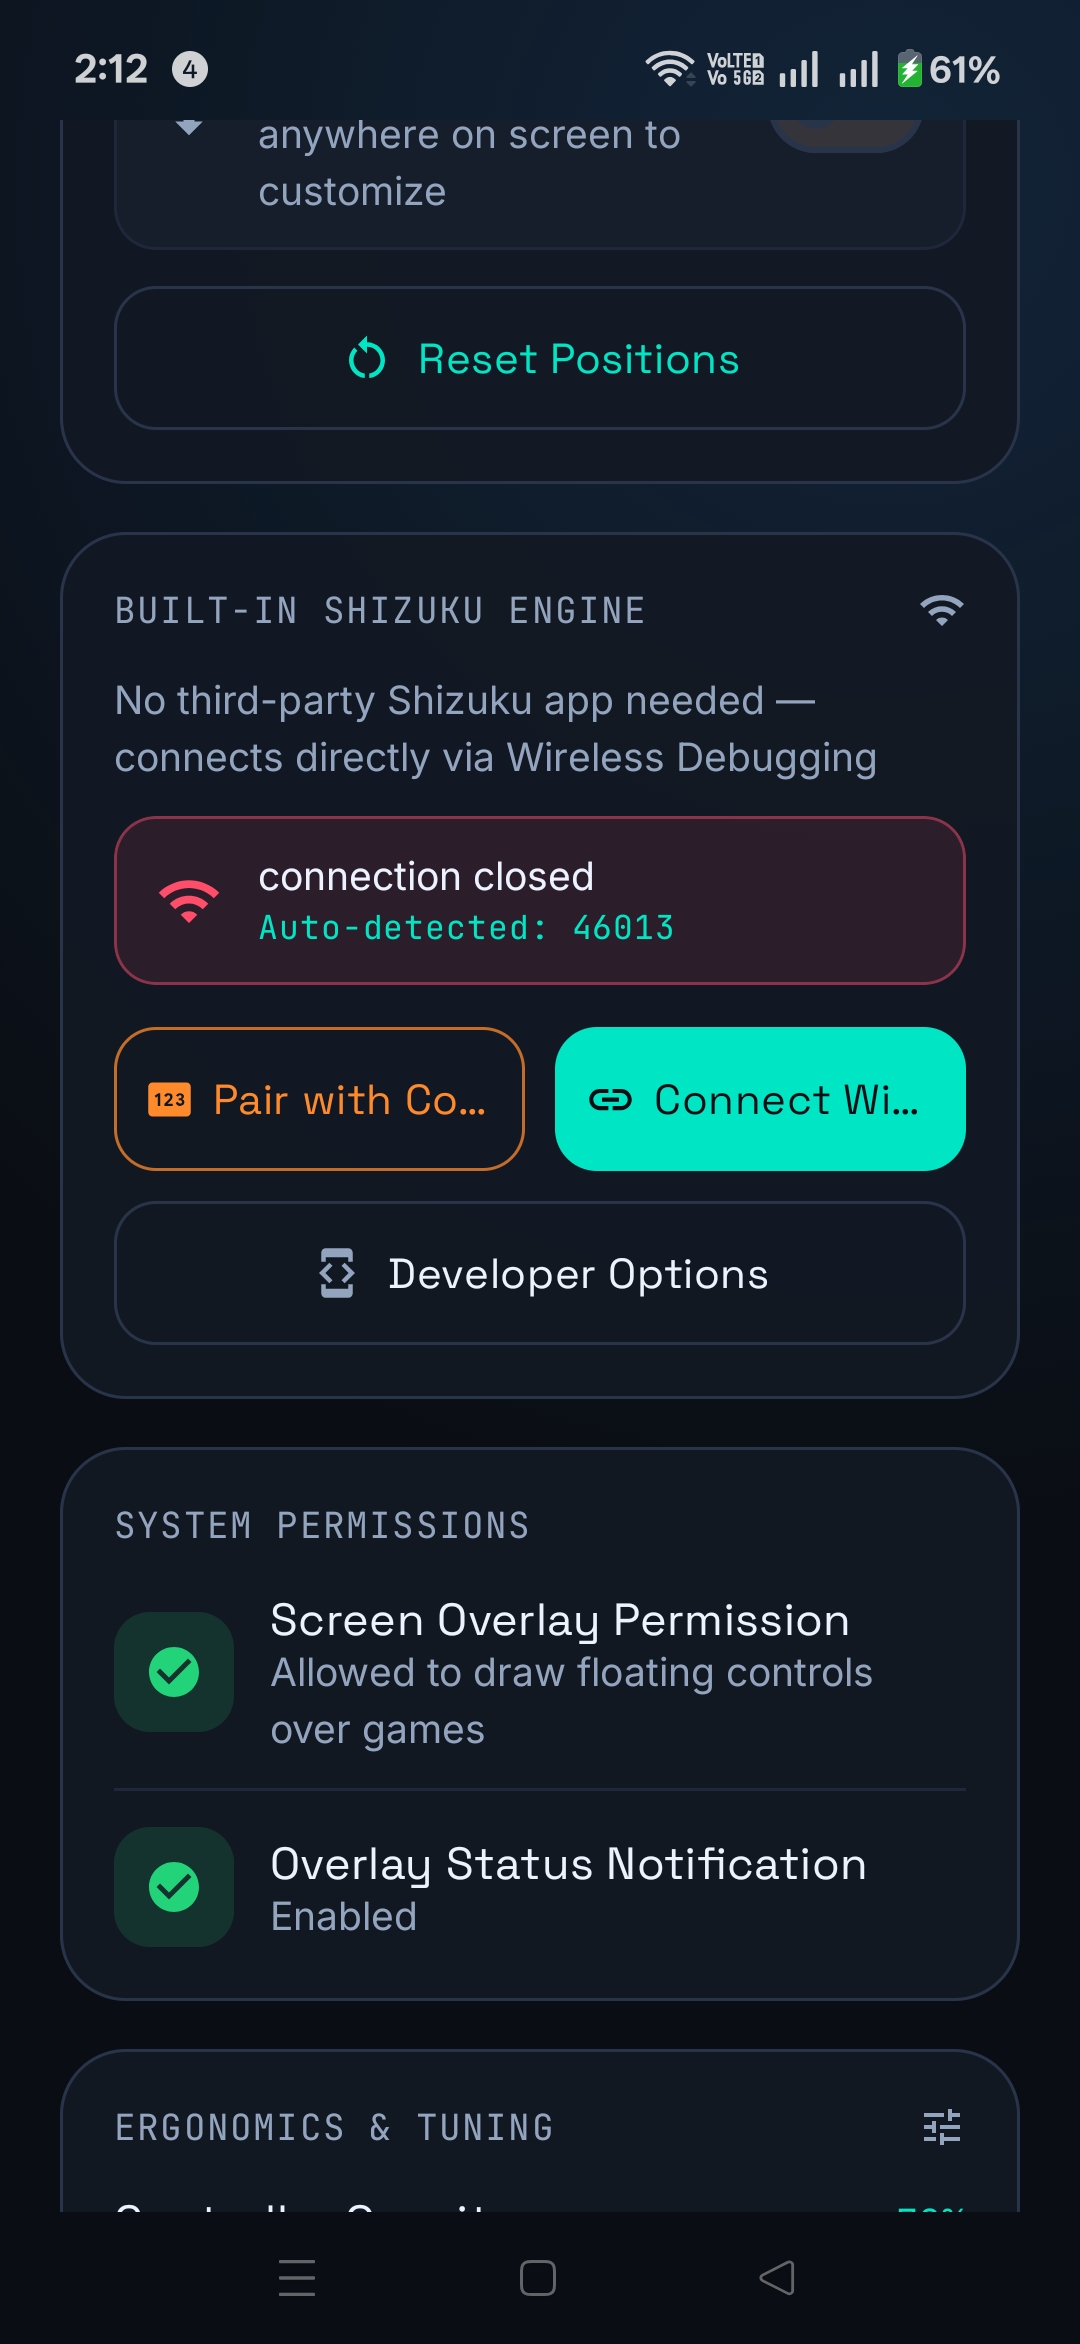 2:12 4 VoLTE1 Vo 5G2 61%
anywhere on screen to
customize
Reset Positions
BUILT-IN SHIZUKU ENGINE
No third-party Shizuku app needed —
connects directly via Wireless Debugging
connection closed
Auto-detected: 46013
123 Pair with Co...
Connect Wi...
Developer Options
SYSTEM PERMISSIONS
Screen Overlay Permission
Allowed to draw floating controls
over games
Overlay Status Notification
Enabled
ERGONOMICS & TUNING